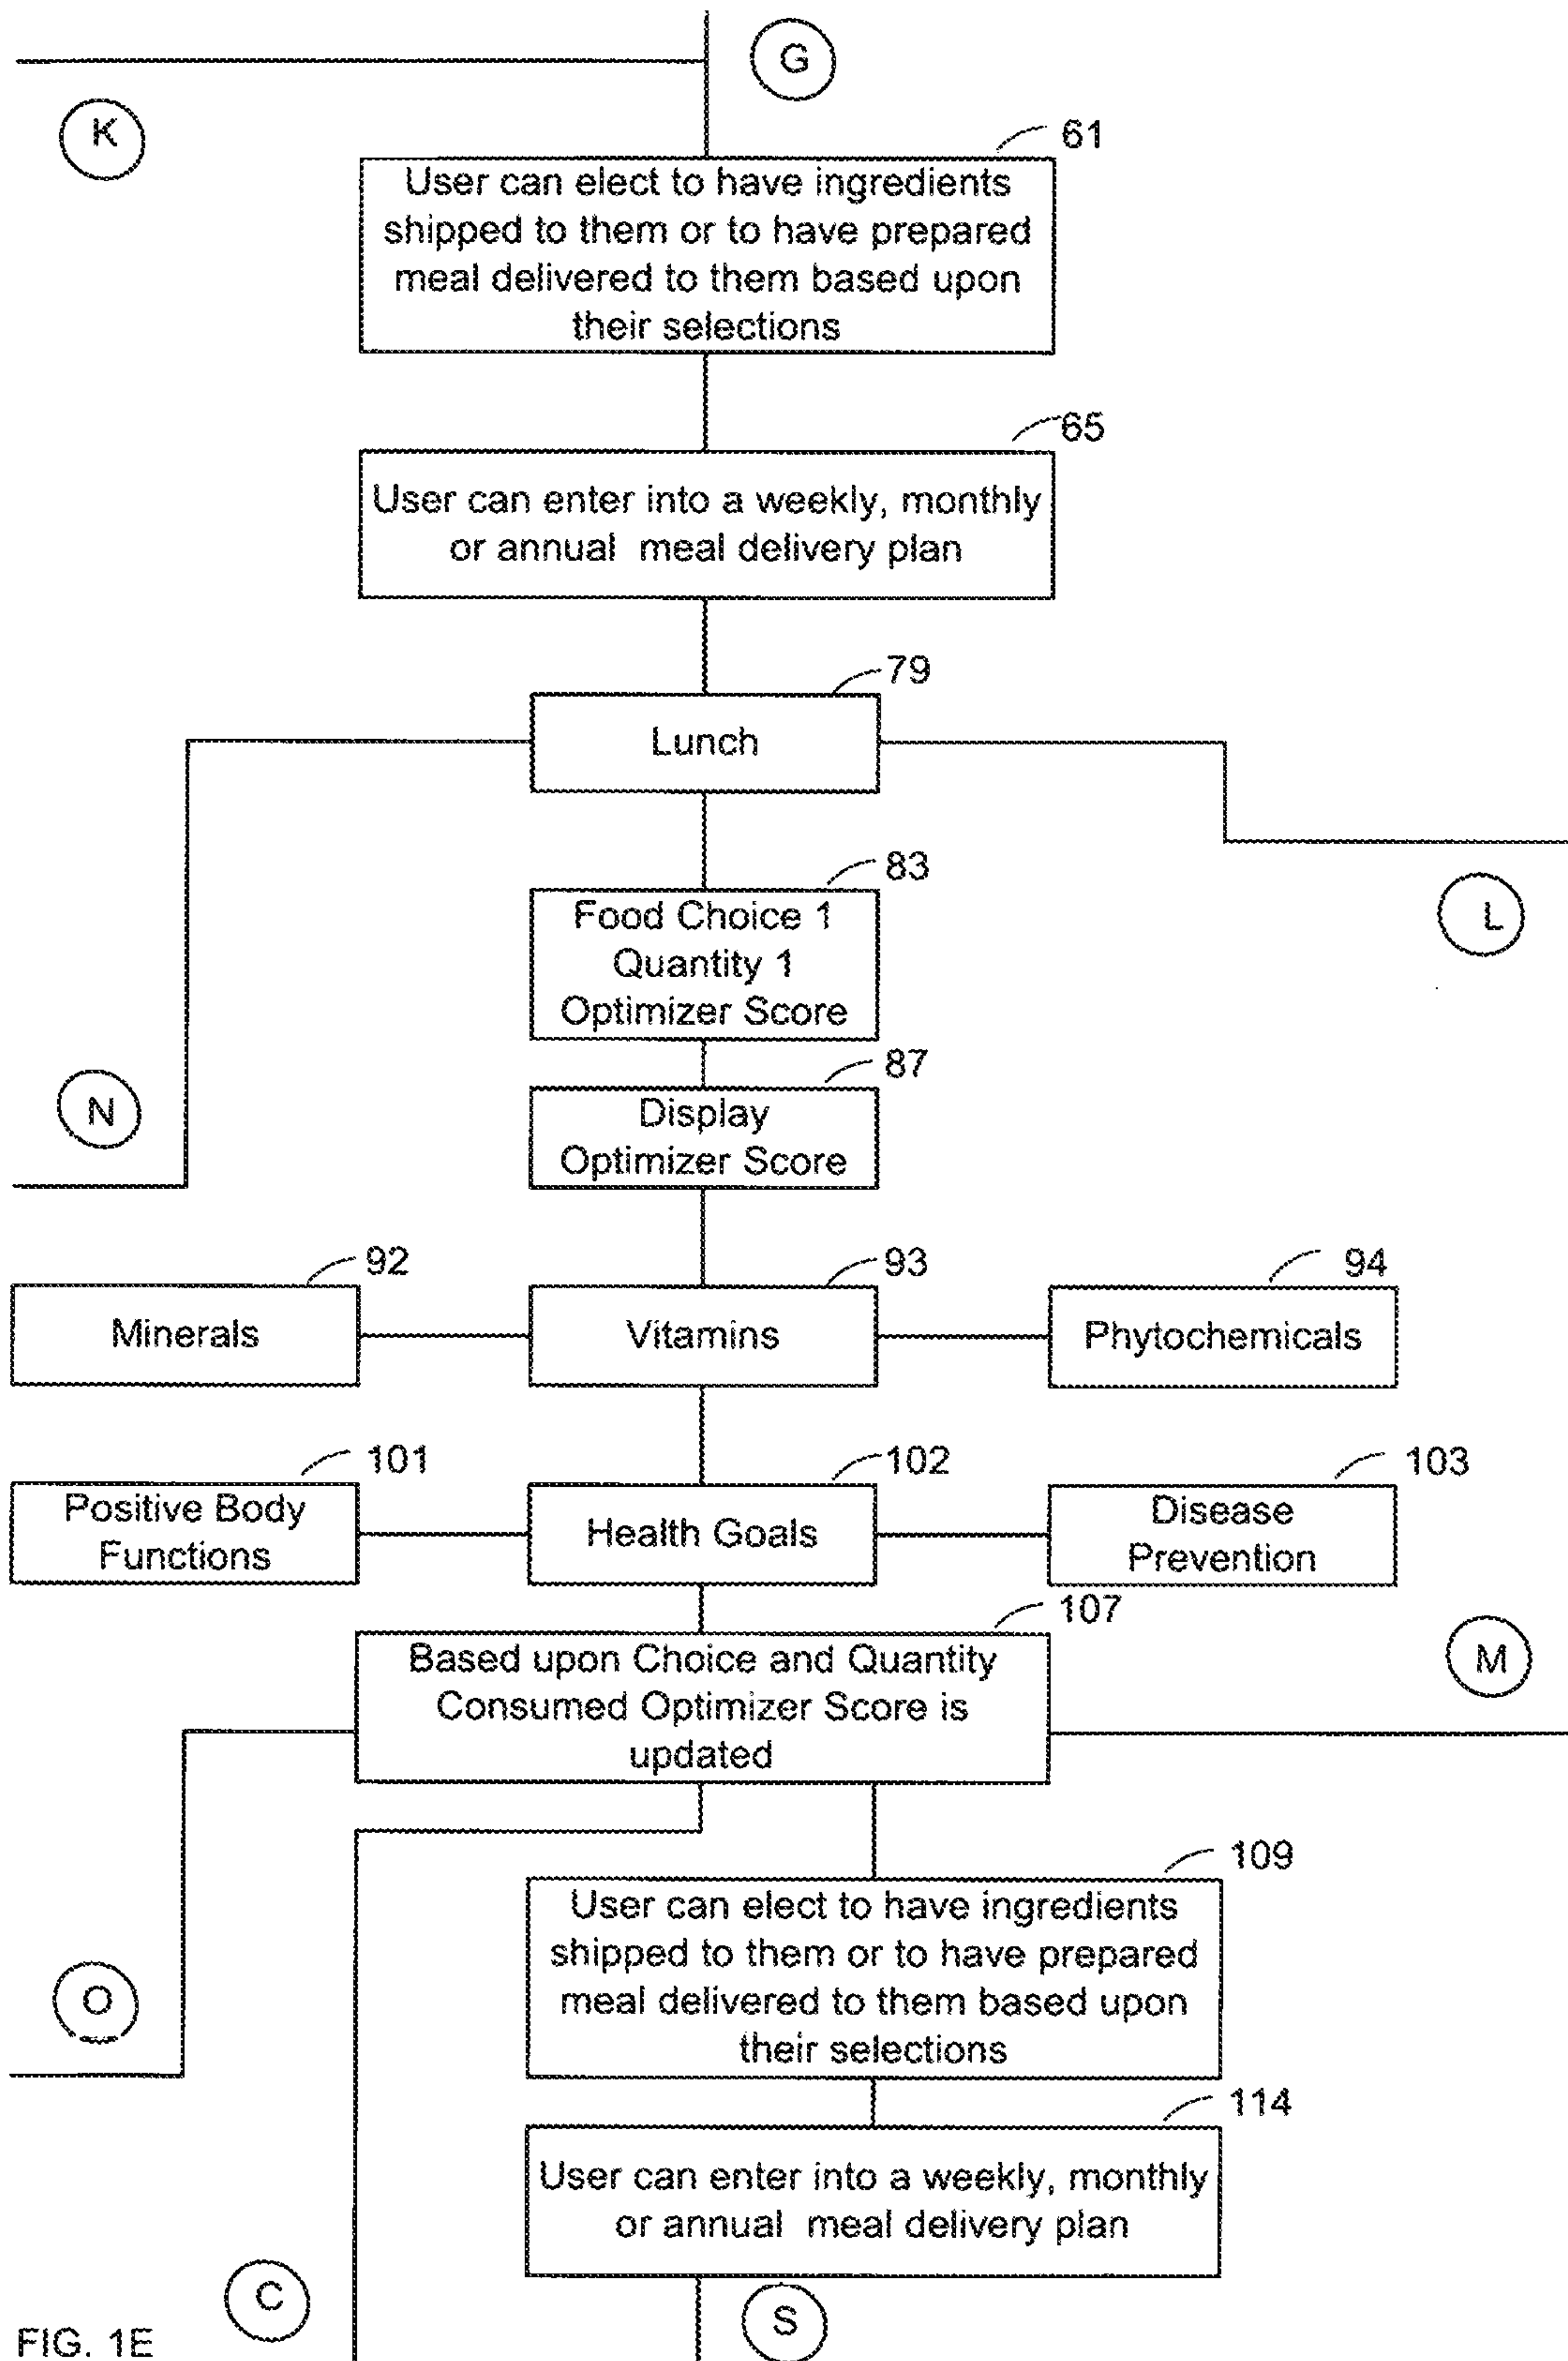 G
K
61
User can elect to have ingredients
shipped to them or to have prepared
meal delivered to them based upon
their selections
65
User can enter into a weekly, monthly
or annual meal delivery plan
79
Lunch
83
Food Choice 1
Quantity 1
Optimizer Score
L
87
Display
Optimizer Score
N
92
Minerals
93
Vitamins
94
Phytochemicals
101
Positive Body
Functions
102
Health Goals
103
Disease
Prevention
107
Based upon Choice and Quantity
Consumed Optimizer Score is
updated
M
109
User can elect to have ingredients
shipped to them or to have prepared
meal delivered to them based upon
their selections
O
114
User can enter into a weekly, monthly
or annual meal delivery plan
C
S
FIG. 1E